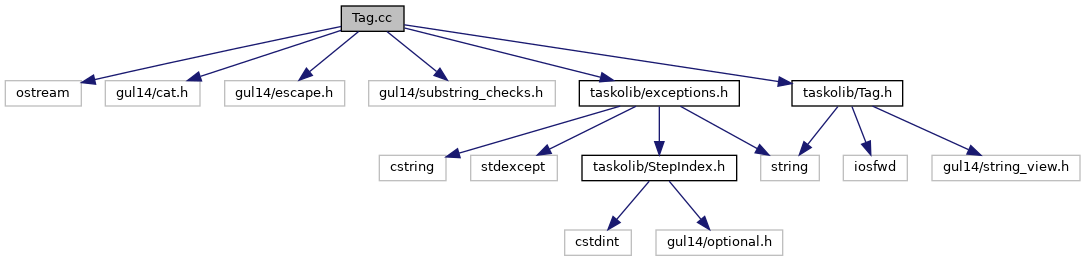 Tag.cc
ostream
gul14/cat.h
gul14/escape.h
gul14/substring_checks.h
taskolib/exceptions.h
taskolib/Tag.h
cstring
stdexcept
taskolib/StepIndex.h
string
iosfwd
gul14/string_view.h
cstdint
gul14/optional.h